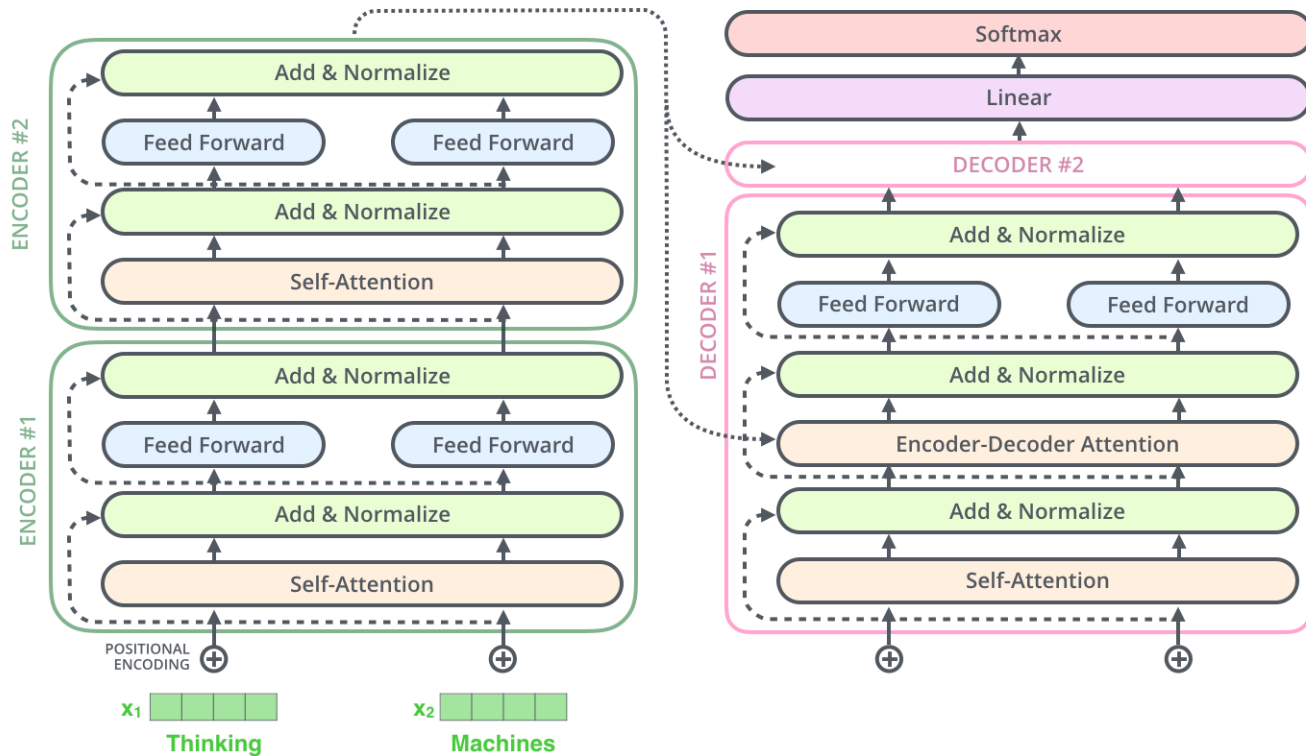 ENCODER #2
Add & Normalize
Feed Forward
Feed Forward
Add & Normalize
Self-Attention
ENCODER #1
Add & Normalize
Feed Forward
Feed Forward
Add & Normalize
Self-Attention
POSITIONAL
ENCODING
x1
x2
Thinking
Machines
Softmax
Linear
DECODER #2
DECODER #1
Add & Normalize
Feed Forward
Feed Forward
Add & Normalize
Encoder-Decoder Attention
Add & Normalize
Self-Attention